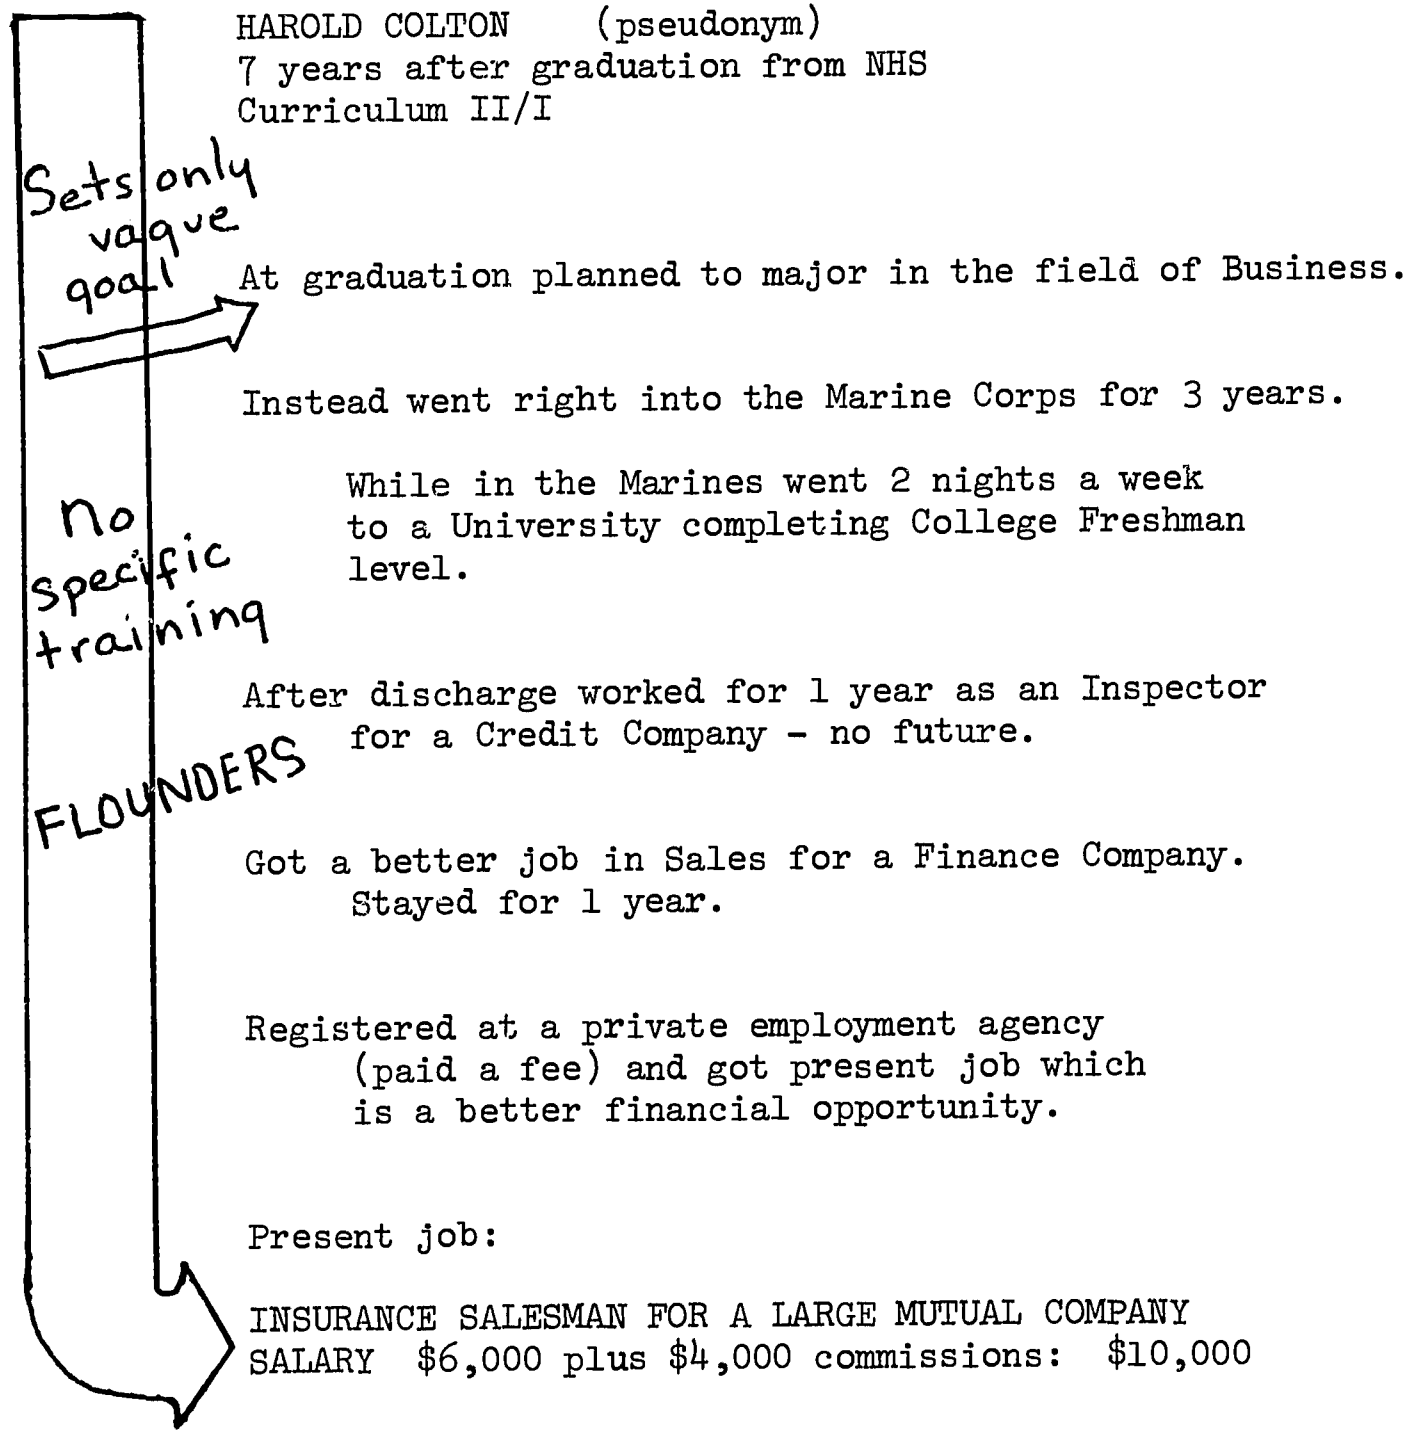 HAROLD COLTON (pseudonym)
7 years after graduation from NHS
Curriculum II/I
Sets only
vague
goal
At graduation planned to major in the field of Business.
Instead went right into the Marine Corps for 3 years.
While in the Marines went 2 nights a week
to a University completing College Freshman
level.
No
specific
training
After discharge worked for 1 year as an Inspector
for a Credit Company - no future.
FLOUNDERS
Got a better job in Sales for a Finance Company.
Stayed for 1 year.
Registered at a private employment agency
(paid a fee) and got present job which
is a better financial opportunity.
Present job:
INSURANCE SALESMAN FOR A LARGE MUTUAL COMPANY
SALARY $6,000 plus $4,000 commissions: $10,000